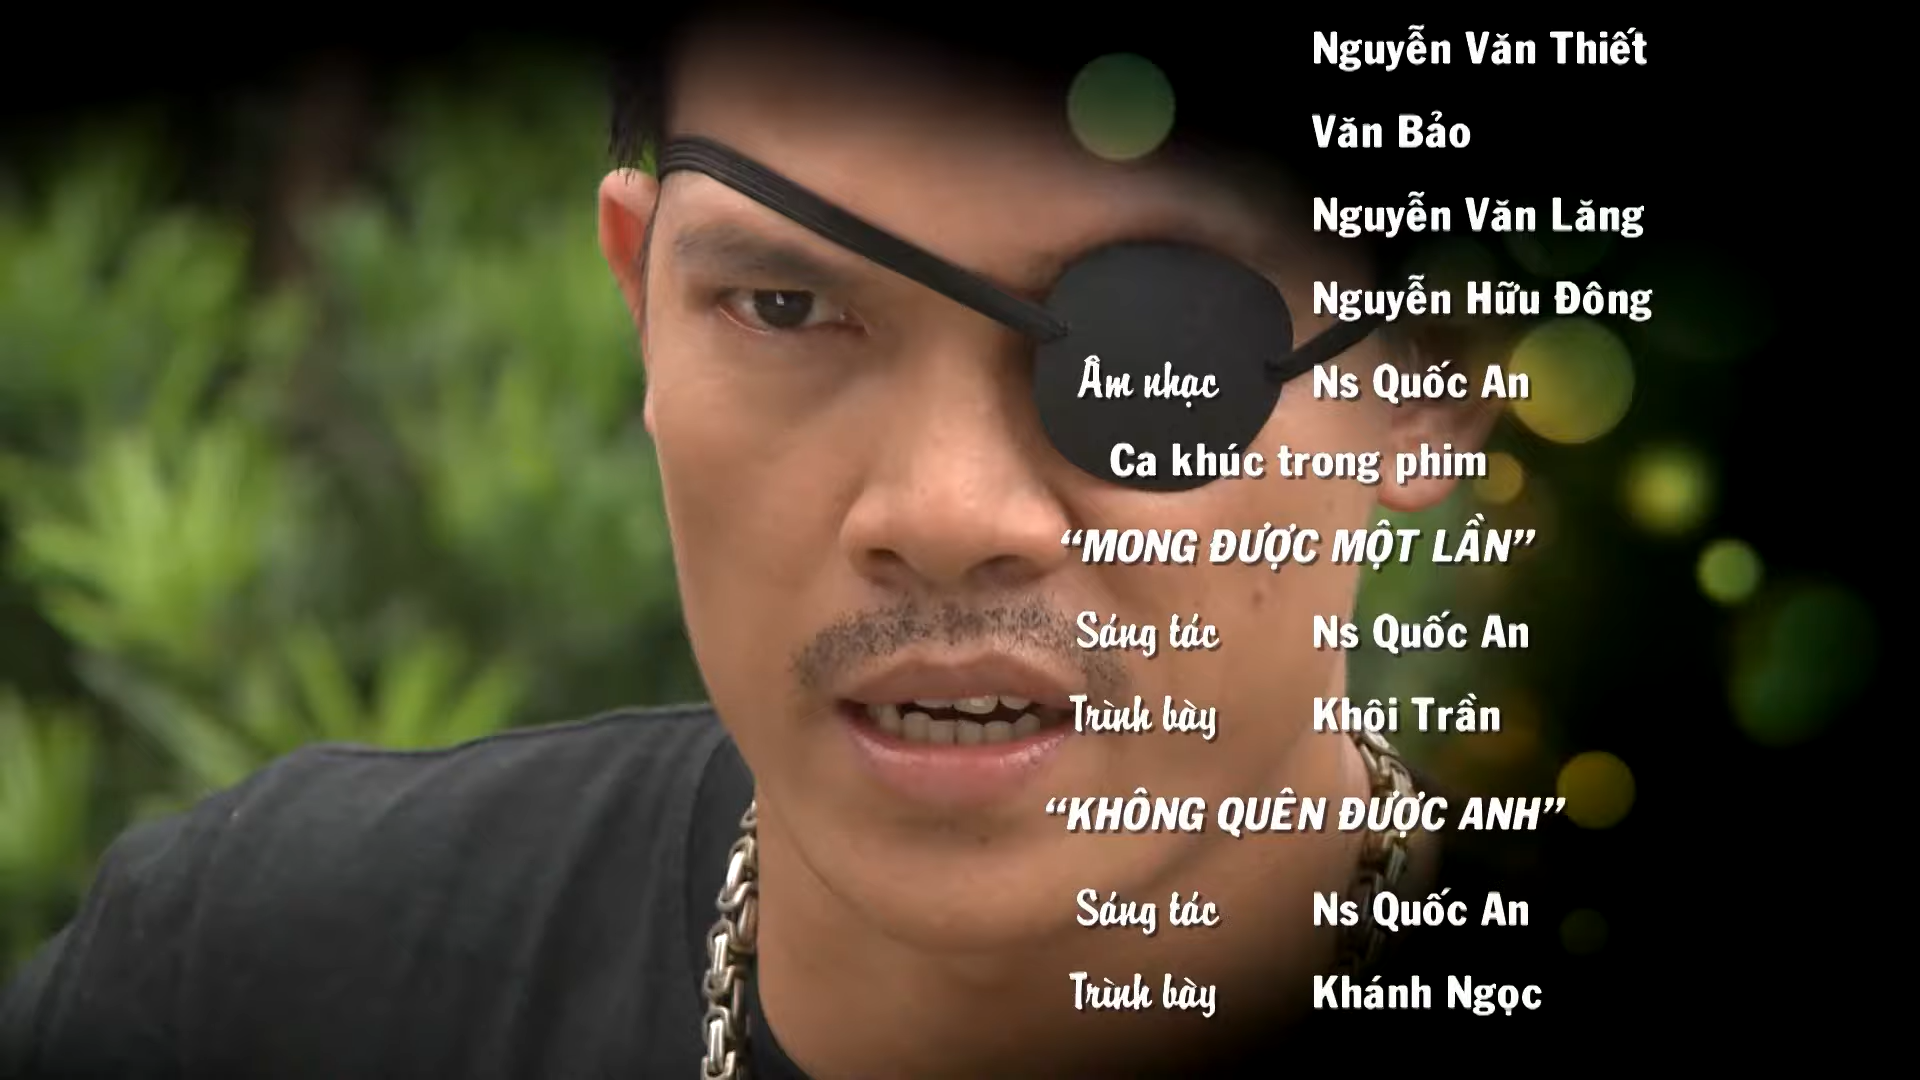 Nguyễn Văn Thiết
Văn Bảo
Nguyễn Văn Lăng
Nguyễn Hữu Đông
Âm nhạc Ns Quốc An
Ca khúc trong phim
“MONG ĐƯỢC MỘT LẦN”
Sáng tác Ns Quốc An
Trình bày Khôi Trần
“KHÔNG QUÊN ĐƯỢC ANH”
Sáng tác Ns Quốc An
Trình bày Khánh Ngọc